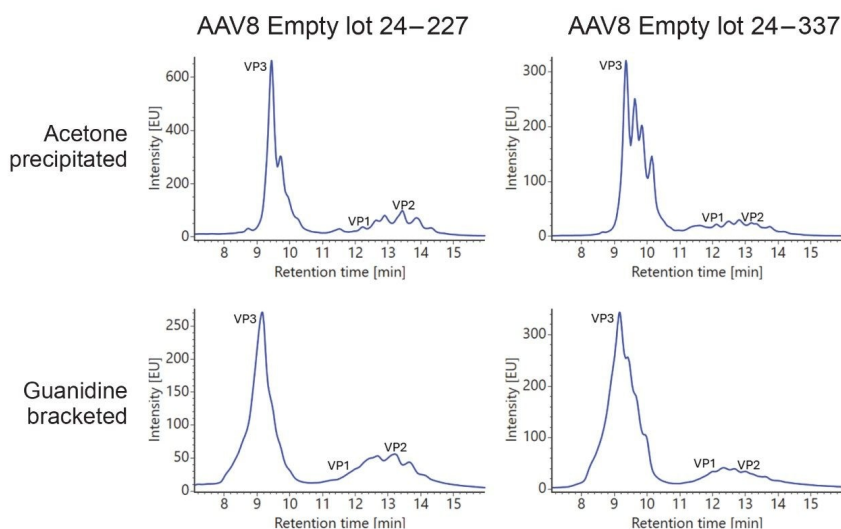 AAV8 Empty lot 24–227
AAV8 Empty lot 24–337
Acetone
precipitated
Intensity [EU]
600
400
200
0
VP3
VP1
VP2
8 9 10 11 12 13 14 15
Retention time [min]
Intensity [EU]
300
200
100
0
VP3
VP1
VP2
8 9 10 11 12 13 14 15
Retention time [min]
Guanidine
bracketed
Intensity [EU]
250
200
150
100
50
0
VP3
VP1
VP2
8 9 10 11 12 13 14 15
Retention time [min]
Intensity [EU]
300
200
100
0
VP3
VP1
VP2
8 9 10 11 12 13 14 15
Retention time [min]